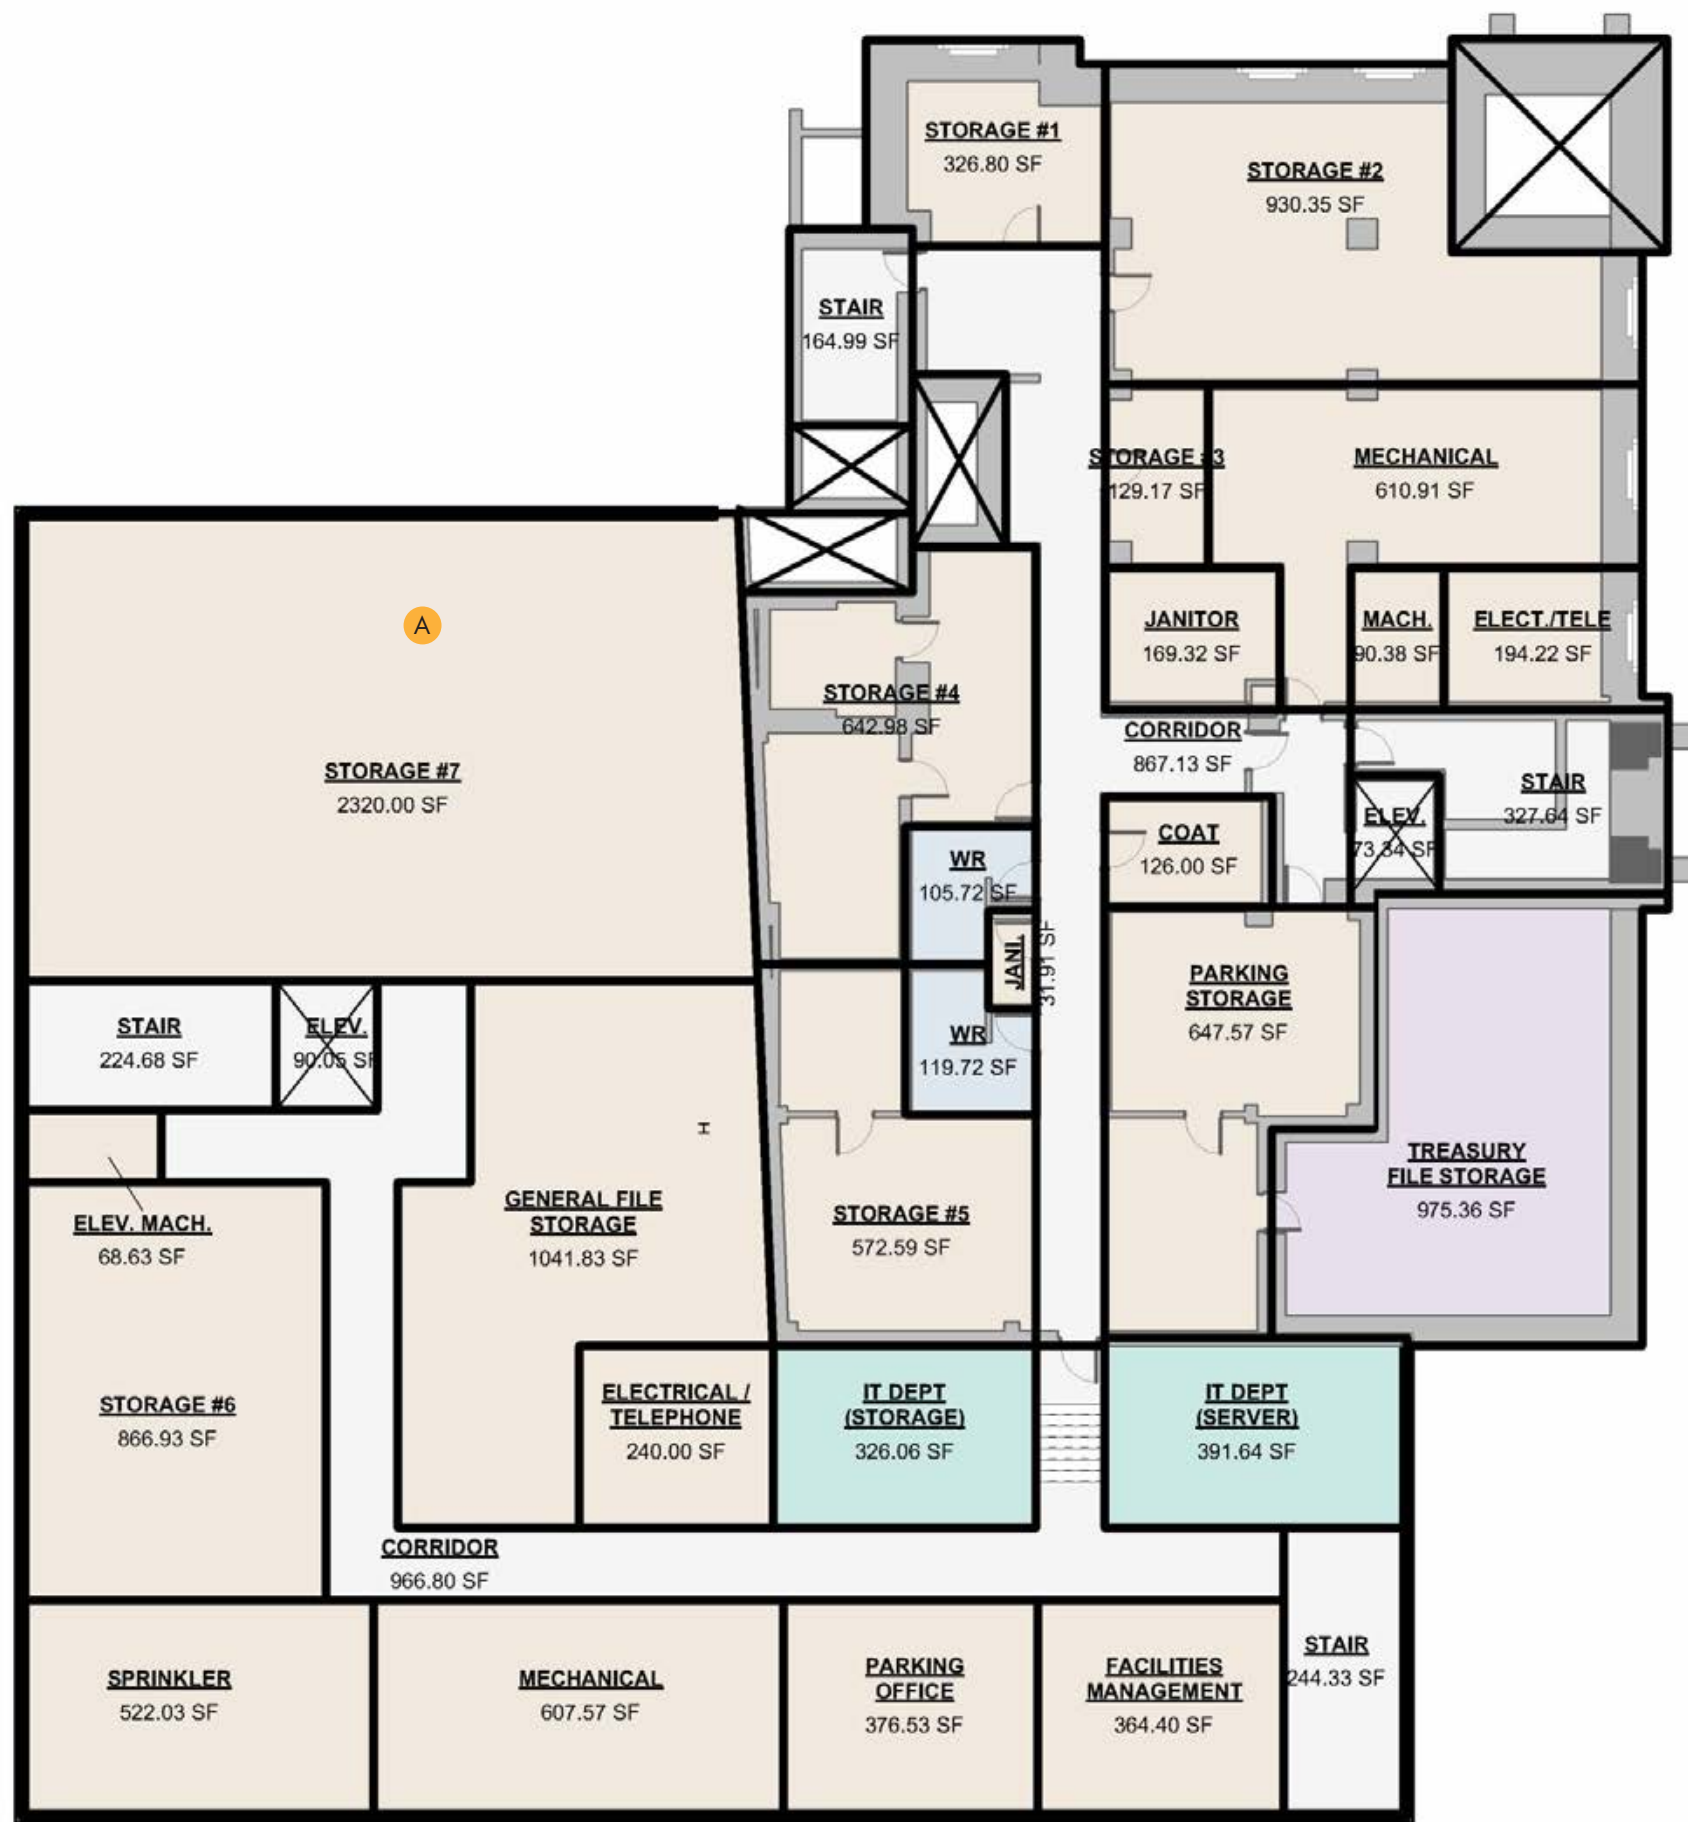 STORAGE #1
326.80 SF
STORAGE #2
930.35 SF
STAIR
164.99 SF
STORAGE #3
129.17 SF
MECHANICAL
610.91 SF
A
STORAGE #7
2320.00 SF
JANITOR
169.32 SF
MACH.
90.38 SF
ELECT./TELE
194.22 SF
STORAGE #4
642.98 SF
CORRIDOR
867.13 SF
STAIR
327.64 SF
ELEV.
73.34 SF
COAT
126.00 SF
WR
105.72 SF
JANI.
31.91 SF
WR
119.72 SF
PARKING
STORAGE
647.57 SF
STAIR
224.68 SF
ELEV.
90.05 SF
TREASURY
FILE STORAGE
975.36 SF
ELEV. MACH.
68.63 SF
GENERAL FILE
STORAGE
1041.83 SF
STORAGE #5
572.59 SF
STORAGE #6
866.93 SF
ELECTRICAL /
TELEPHONE
240.00 SF
IT DEPT
(STORAGE)
326.06 SF
IT DEPT
(SERVER)
391.64 SF
CORRIDOR
966.80 SF
SPRINKLER
522.03 SF
MECHANICAL
607.57 SF
PARKING
OFFICE
376.53 SF
FACILITIES
MANAGEMENT
364.40 SF
STAIR
244.33 SF